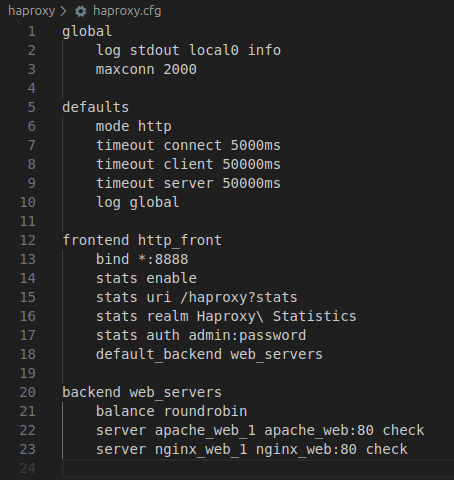 haproxy > haproxy.cfg
1 global
2     log stdout local0 info
3     maxconn 2000
4
5 defaults
6     mode http
7     timeout connect 5000ms
8     timeout client 50000ms
9     timeout server 50000ms
10     log global
11
12 frontend http_front
13     bind *:8888
14     stats enable
15     stats uri /haproxy?stats
16     stats realm Haproxy\ Statistics
17     stats auth admin:password
18     default_backend web_servers
19
20 backend web_servers
21     balance roundrobin
22     server apache_web_1 apache_web:80 check
23     server nginx_web_1 nginx_web:80 check
24